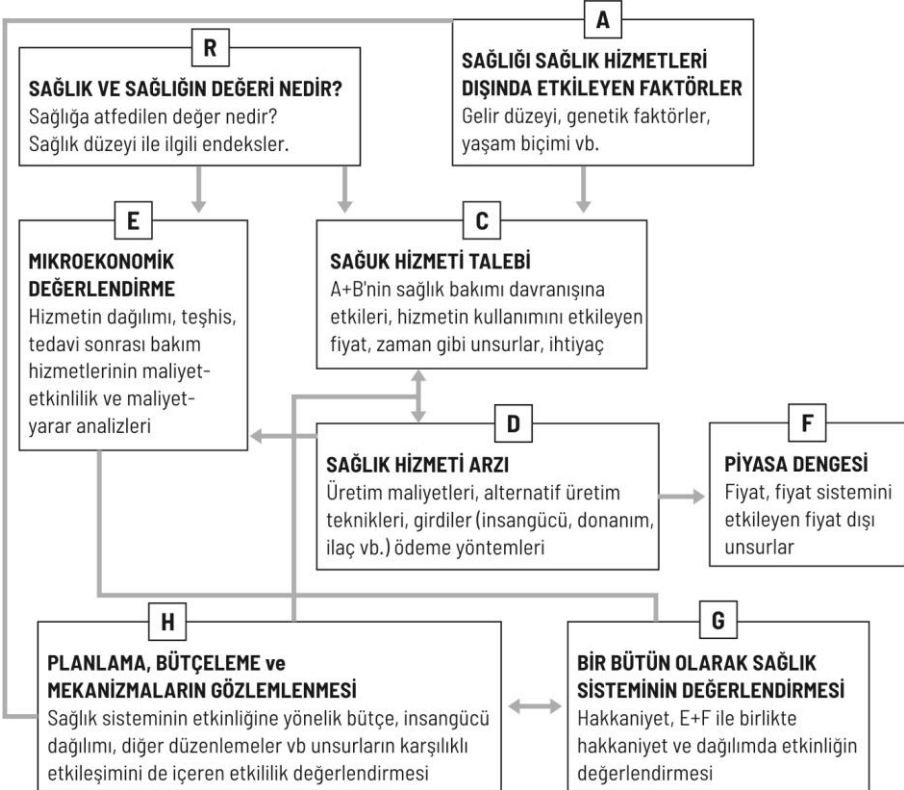 A
SAĞLIĞI SAĞLIK HİZMETLERİ
DIŞINDA ETKİLEYEN FAKTÖRLER
Gelir düzeyi, genetik faktörler,
yaşam biçimi vb.
R
SAĞLIK VE SAĞLIĞIN DEĞERİ NEDİR?
Sağlığa atfedilen değer nedir?
Sağlık düzeyi ile ilgili endeksler.
E
MIKROEKONOMİK
DEĞERLENDİRME
Hizmetin dağılımı, teşhis,
tedavi sonrası bakım
hizmetlerinin maliyet-
etkinlilik ve maliyet-
yarar analizleri
C
SAĞUK HİZMETİ TALEBİ
A+B'nin sağlık bakımı davranışına
etkileri, hizmetin kullanımını etkileyen
fiyat, zaman gibi unsurlar, ihtiyaç
D
SAĞLIK HİZMETİ ARZI
Üretim maliyetleri, alternatif üretim
teknikleri, girdiler (insangücü, donanım,
ilaç vb.) ödeme yöntemleri
F
PİYASA DENGESİ
Fiyat, fiyat sistemini
etkileyen fiyat dışı
unsurlar
H
PLANLAMA, BÜTÇELEME ve
MEKANİZMALARIN GÖZLEMLENMESİ
Sağlık sisteminin etkinliğine yönelik bütçe, insangücü
dağılımı, diğer düzenlemeler vb unsurların karşılıklı
etkileşimini de içeren etkililik değerlendirmesi
G
BİR BÜTÜN OLARAK SAĞLIK
SİSTEMİNİN DEĞERLENDİRMESİ
Hakkaniyet, E+F ile birlikte
hakkaniyet ve dağılımda etkinliğin
değerlendirmesi